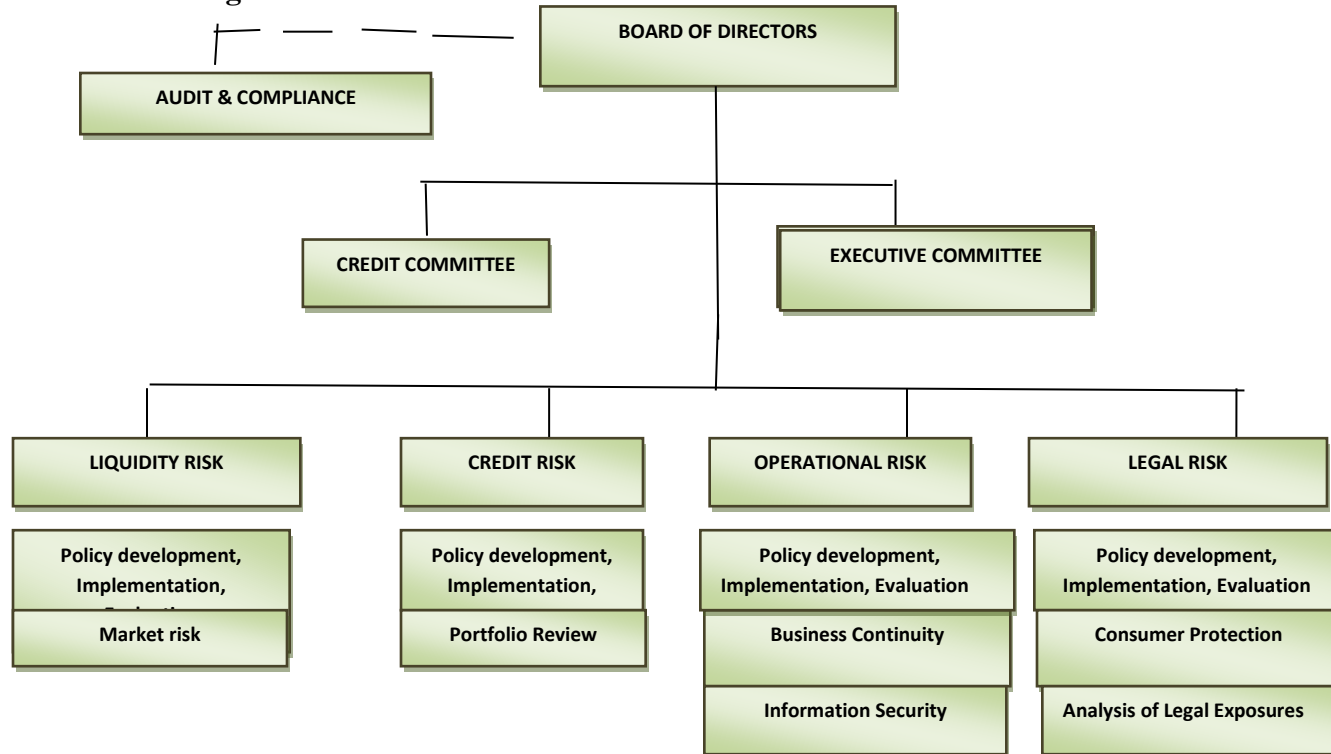 BOARD OF DIRECTORS
AUDIT & COMPLIANCE
CREDIT COMMITTEE
EXECUTIVE COMMITTEE
LIQUIDITY RISK
CREDIT RISK
OPERATIONAL RISK
LEGAL RISK
Policy development,
Implementation,
Market risk
Policy development,
Implementation,
Portfolio Review
Policy development,
Implementation, Evaluation
Business Continuity
Information Security
Policy development,
Implementation, Evaluation
Consumer Protection
Analysis of Legal Exposures